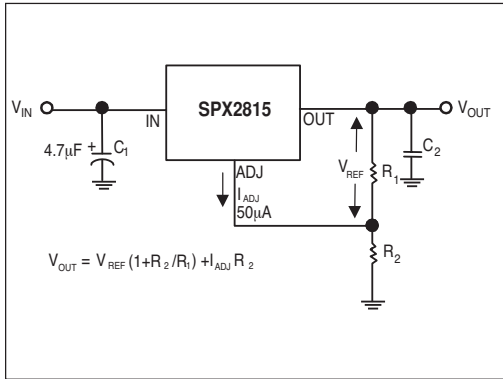 SPX2815
V_IN
IN
OUT
V_OUT
4.7μF + C_1
ADJ
I_ADJ
50μA
V_REF
R_1
C_2
R_2
V_OUT = V_REF (1+R_2/R_1) + I_ADJ R_2